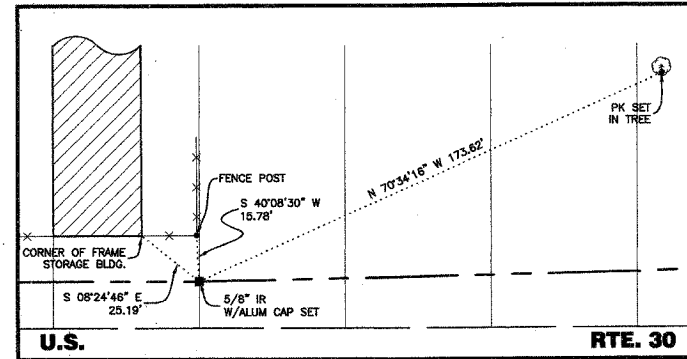 PK SET
IN TREE
N 70°34'16" W 173.62'
FENCE POST
S 40°08'30" W
15.78'
CORNER OF FRAME
STORAGE BLDG.
S 08°24'46" E
25.19'
5/8" IR
W/ALUM CAP SET
U.S.
RTE. 30